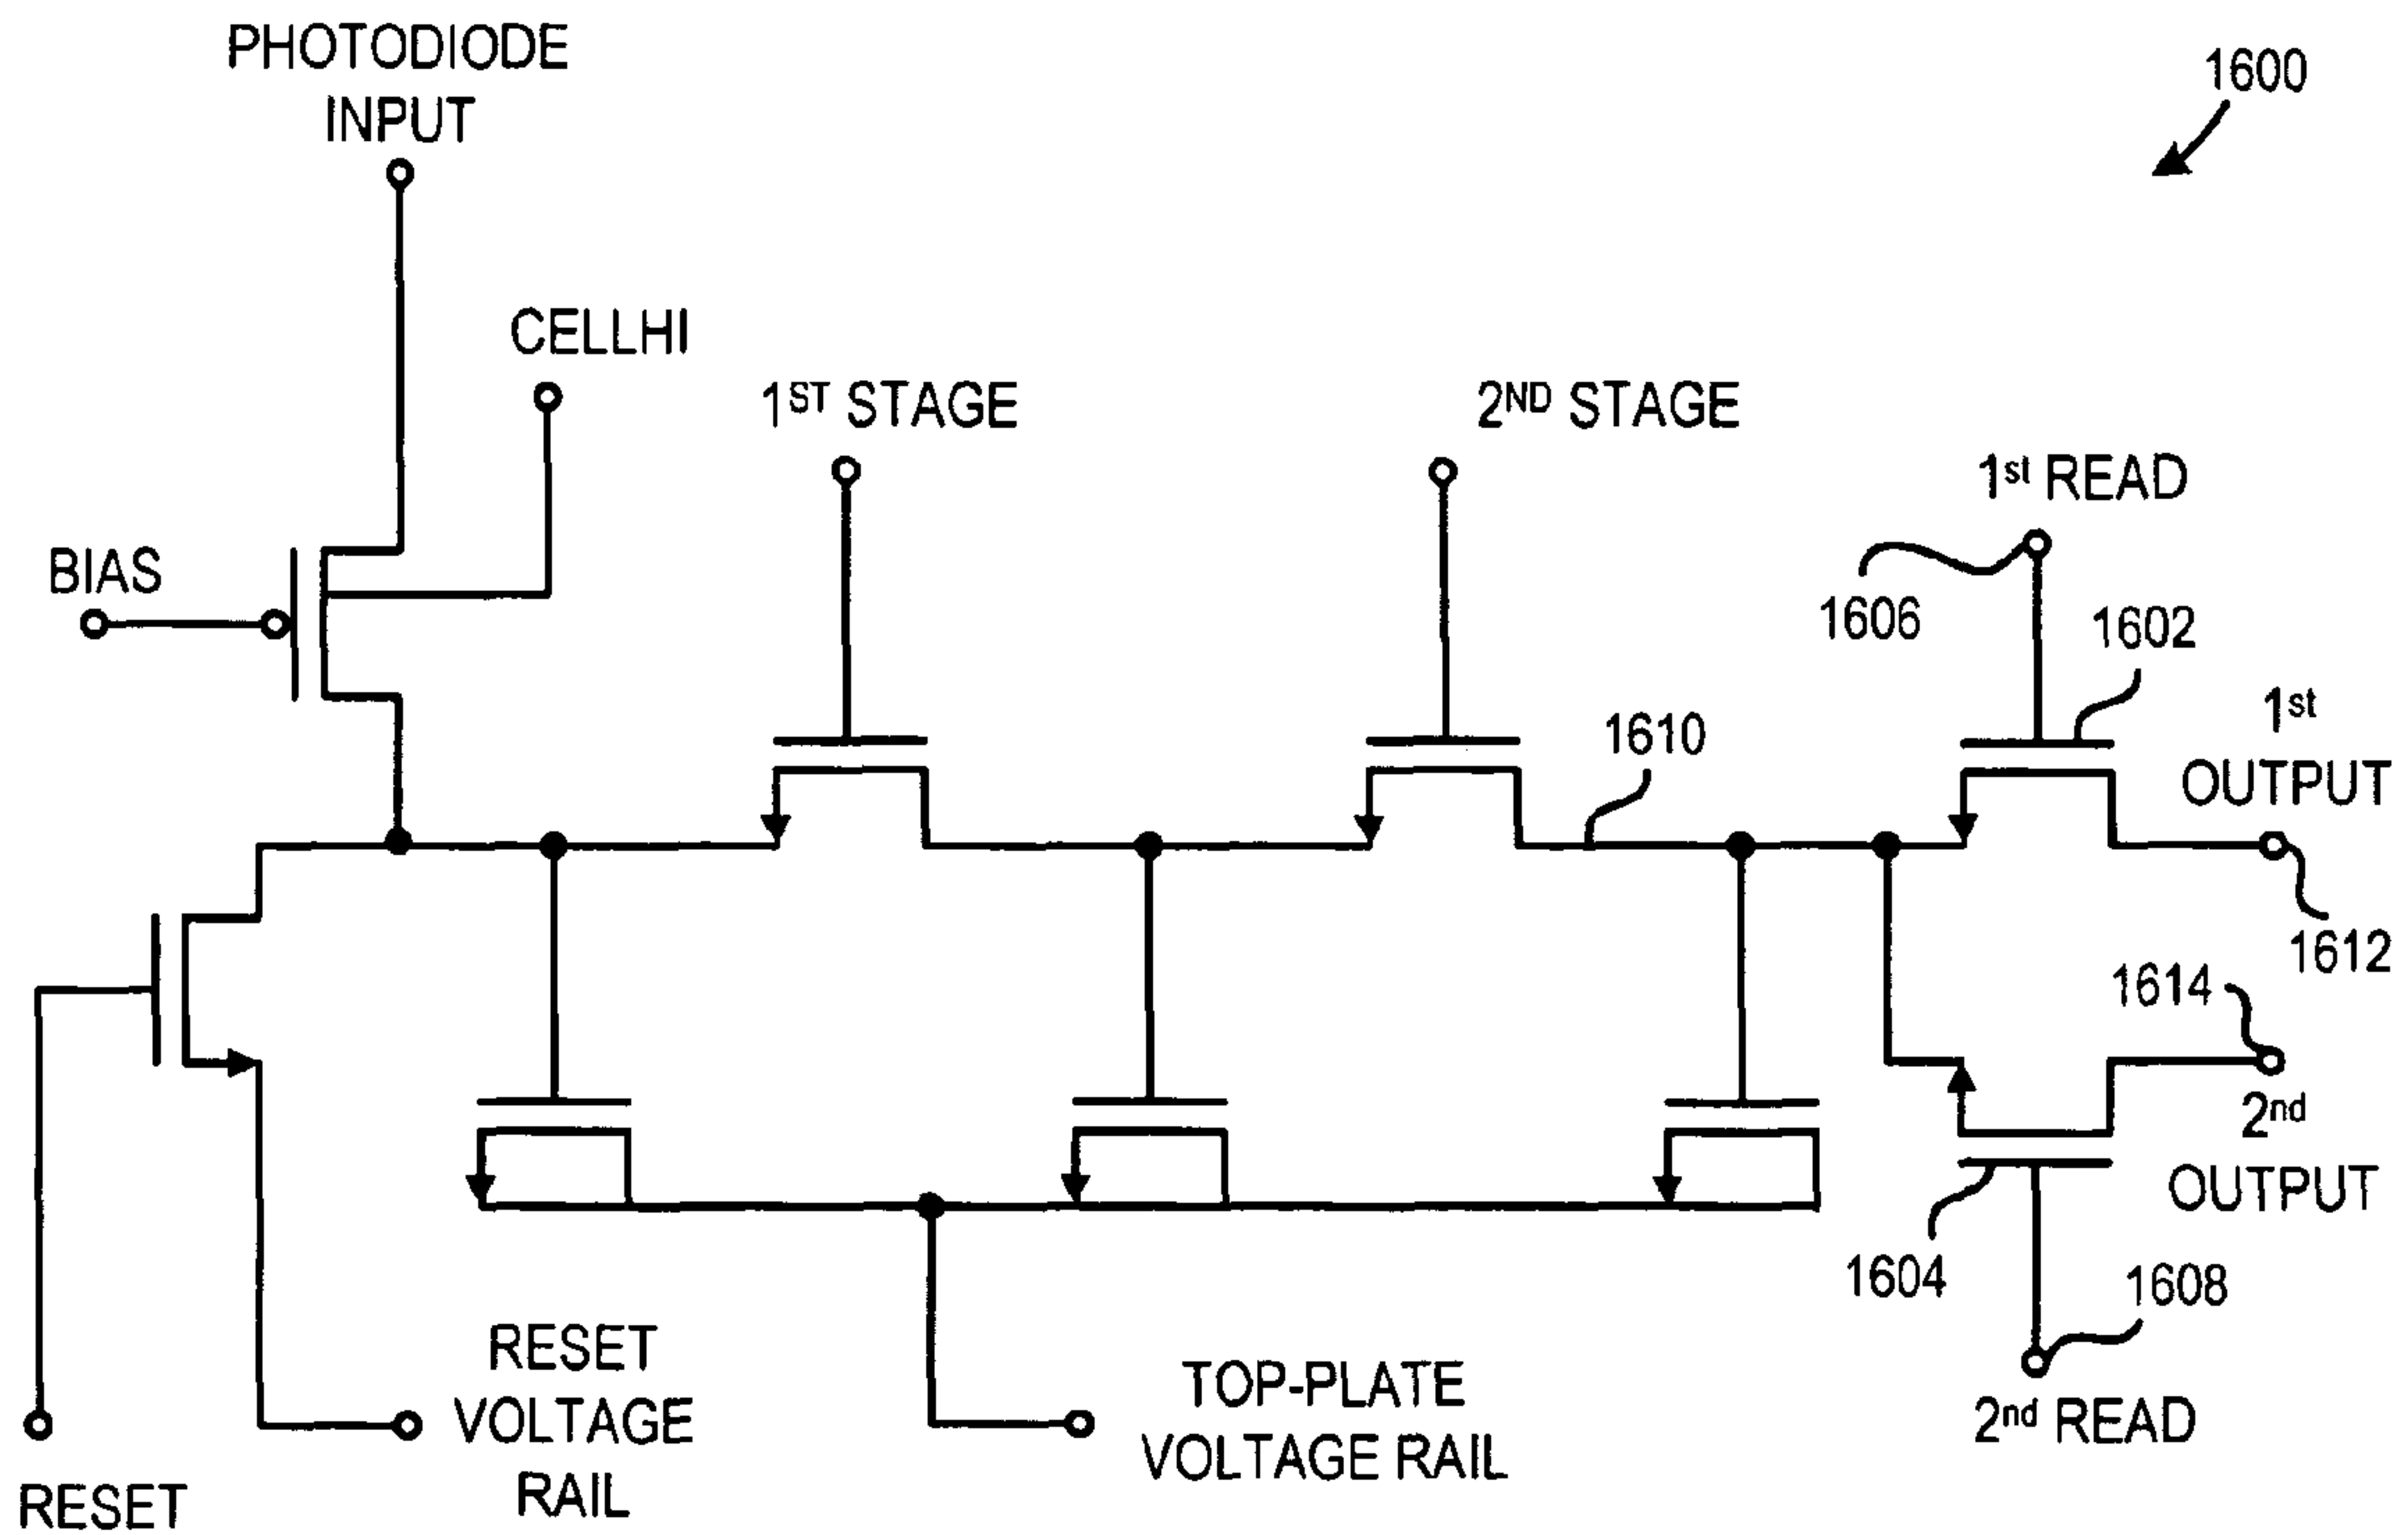 PHOTODIODE
INPUT
1600
CELLHI
1ST STAGE
2ND STAGE
1st READ
BIAS
1606
1602
1st
OUTPUT
1610
1612
1614
2nd
OUTPUT
1604
1608
2nd READ
RESET
VOLTAGE
RAIL
TOP-PLATE
VOLTAGE RAIL
RESET